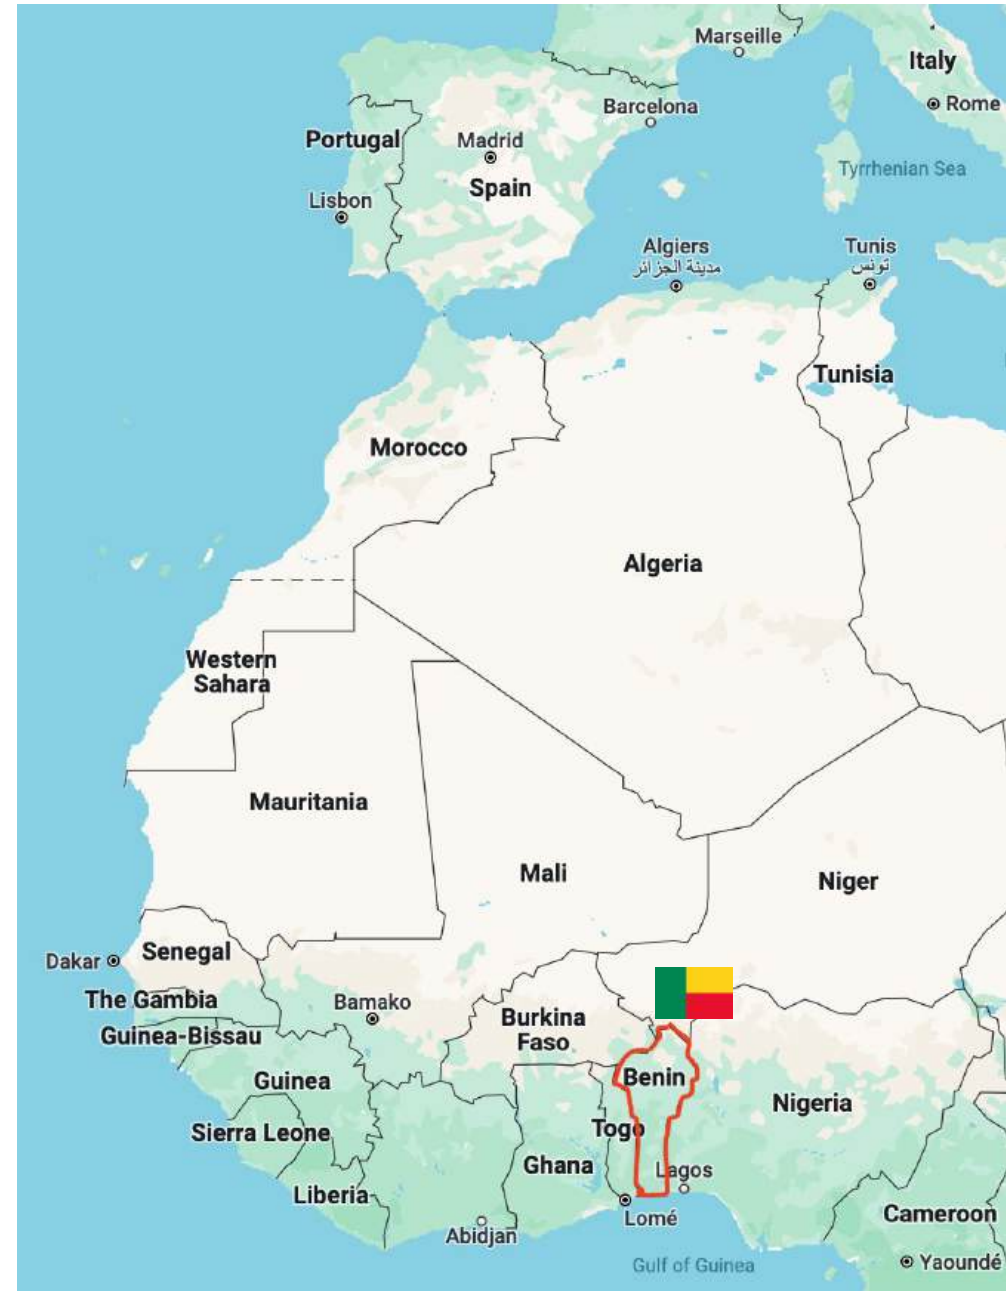 Marseille
Italy
Rome
Barcelona
Portugal
Madrid
Spain
Lisbon
Tyrrhenian Sea
Algiers
مدينة الجزائر
Tunis
تونس
Tunisia
Morocco
Algeria
Western
Sahara
Mauritania
Mali
Niger
Dakar
Senegal
The Gambia
Bamako
Guinea-Bissau
Burkina
Faso
Guinea
Benin
Nigeria
Sierra Leone
Togo
Ghana
Lagos
Liberia
Lomé
Abidjan
Cameroon
Gulf of Guinea
Yaoundé